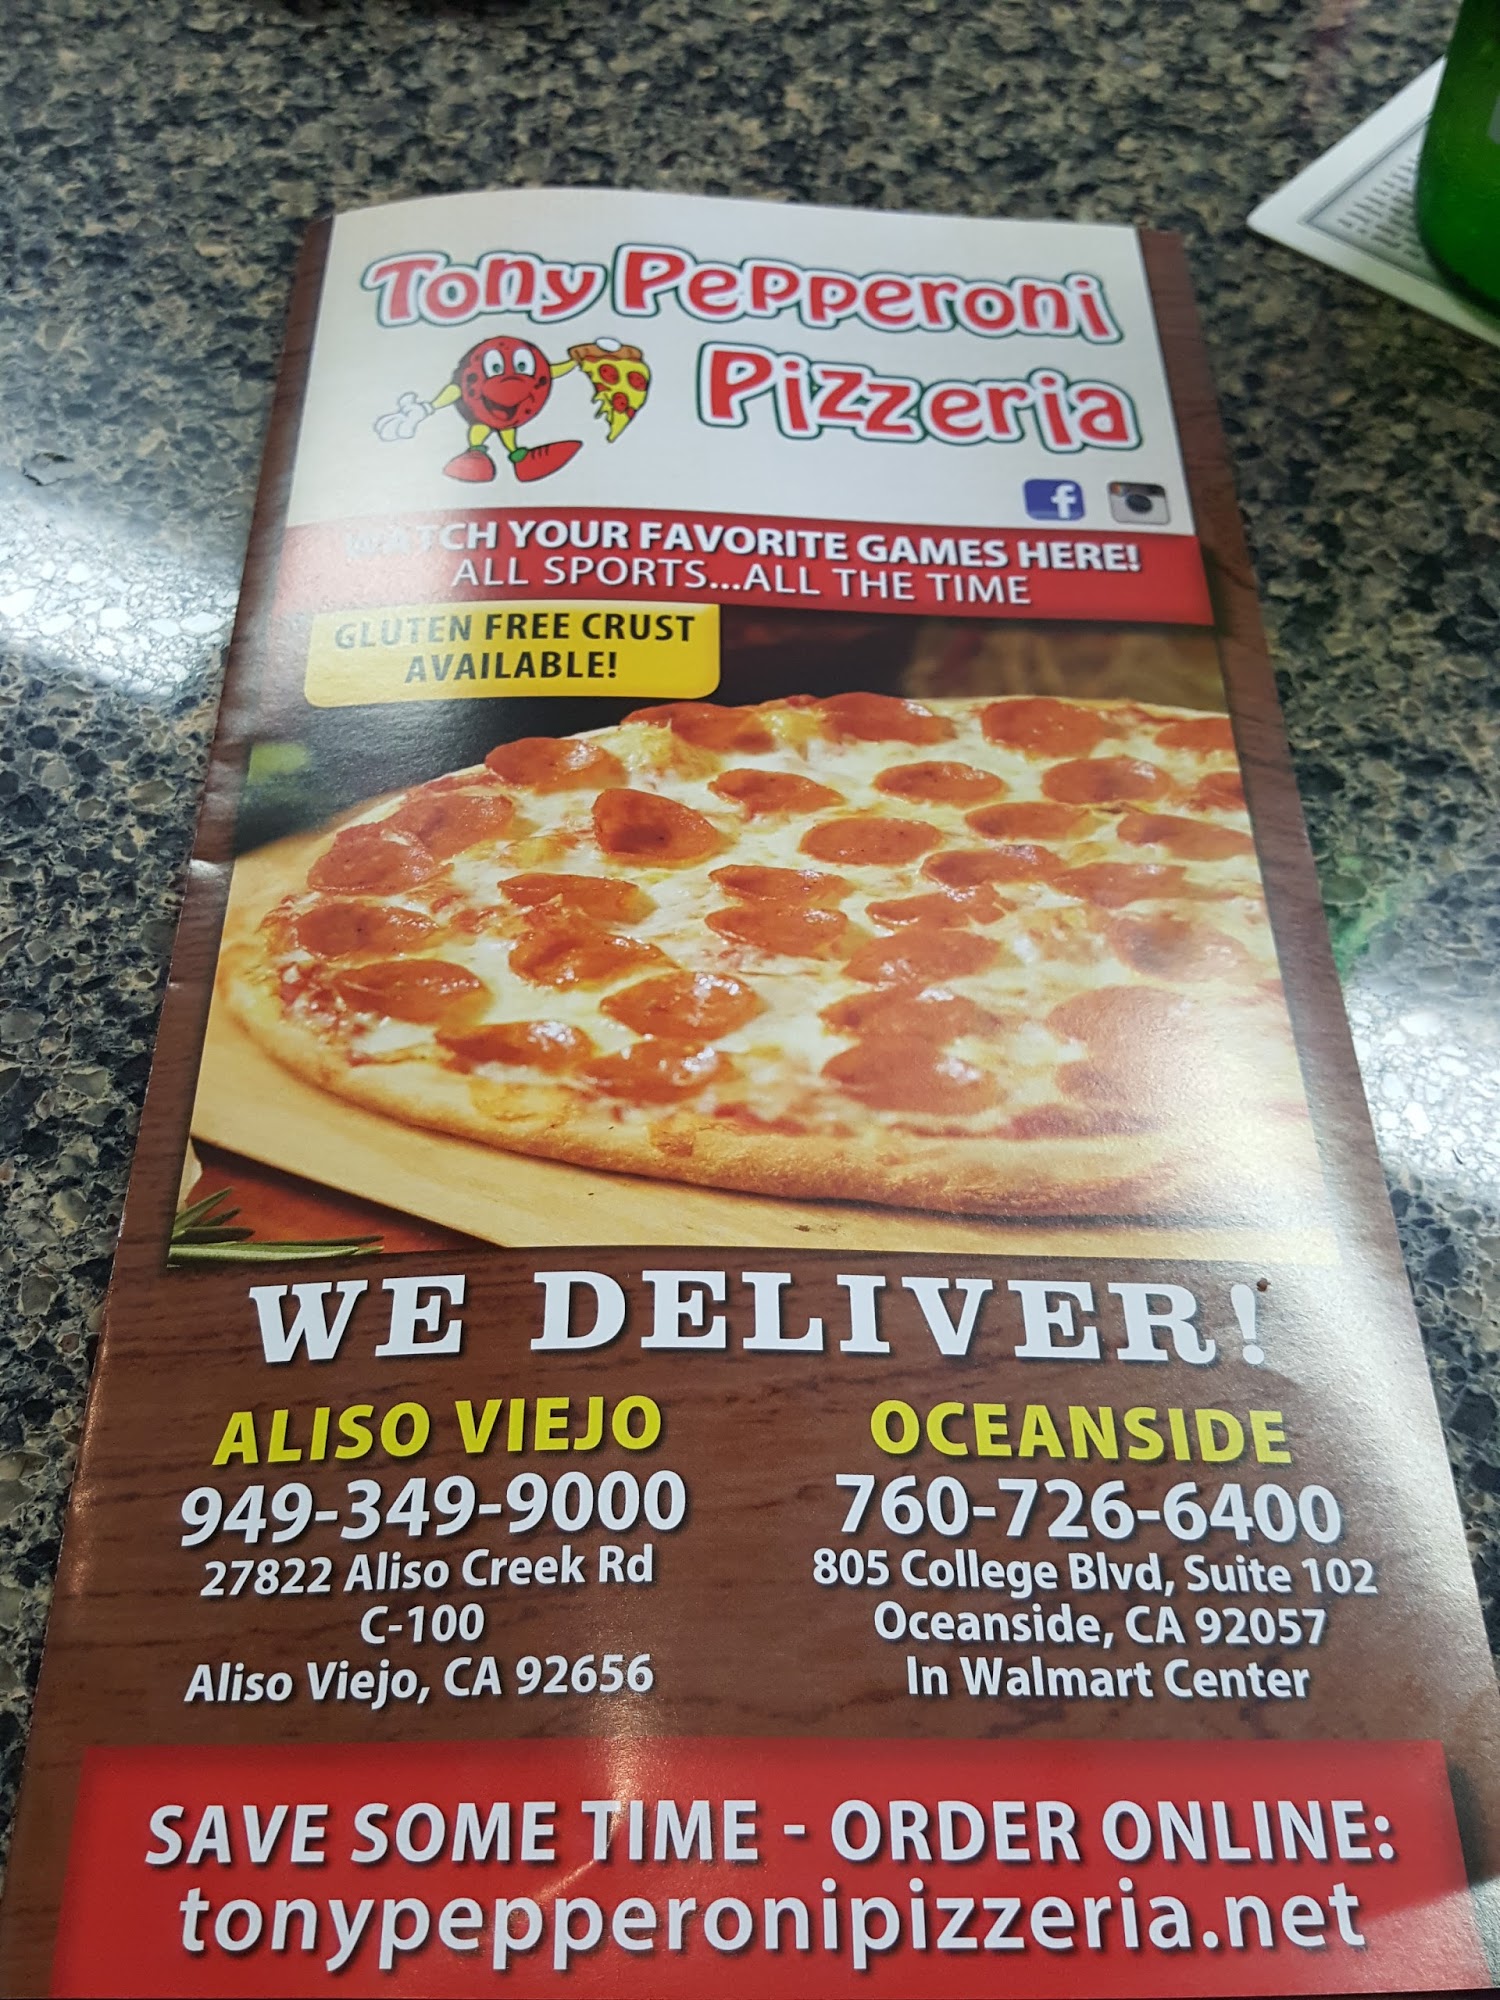 Tony Pepperoni
Pizzeria
f
WATCH YOUR FAVORITE GAMES HERE!
ALL SPORTS...ALL THE TIME
GLUTEN FREE CRUST
AVAILABLE!
WE DELIVER!
ALISO VIEJO
949-349-9000
27822 Aliso Creek Rd
C-100
Aliso Viejo, CA 92656
OCEANSIDE
760-726-6400
805 College Blvd, Suite 102
Oceanside, CA 92057
In Walmart Center
SAVE SOME TIME - ORDER ONLINE:
tonypepperonipizzeria.net